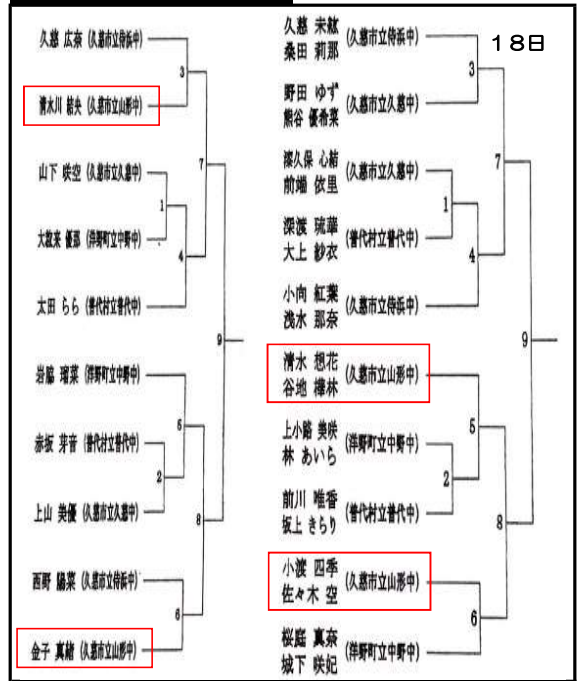 久慈 広奈 (久慈市立侍浜中)
3
清水川 結央 (久慈市立山形中)
7
山下 咲空 (久慈市立久慈中)
1
大粒来 優那 (洋野町立中野中)
4
太田 らら (普代村立普代中)
9
岩脇 瑠菜 (洋野町立中野中)
5
赤坂 芽音 (普代村立普代中)
2
上山 美優 (久慈市立久慈中)
8
西野 陽菜 (久慈市立侍浜中)
6
金子 真緒 (久慈市立山形中)
18日
久慈 未紘
桑田 莉那
(久慈市立侍浜中)
3
野田 ゆず
熊谷 優希菜
(久慈市立久慈中)
7
漆久保 心結
前端 依里
(久慈市立久慈中)
1
深渡 琉華
大上 紗衣
(普代村立普代中)
4
小向 紅葉
浅水 那奈
(久慈市立侍浜中)
9
清水 想花
谷地 樺林
(久慈市立山形中)
5
上小路 美咲
林 あいら
(洋野町立中野中)
2
前川 唯香
坂上 きらり
(普代村立普代中)
8
小渡 四季
佐々木 空
(久慈市立山形中)
6
桜庭 真奈
城下 咲妃
(洋野町立中野中)